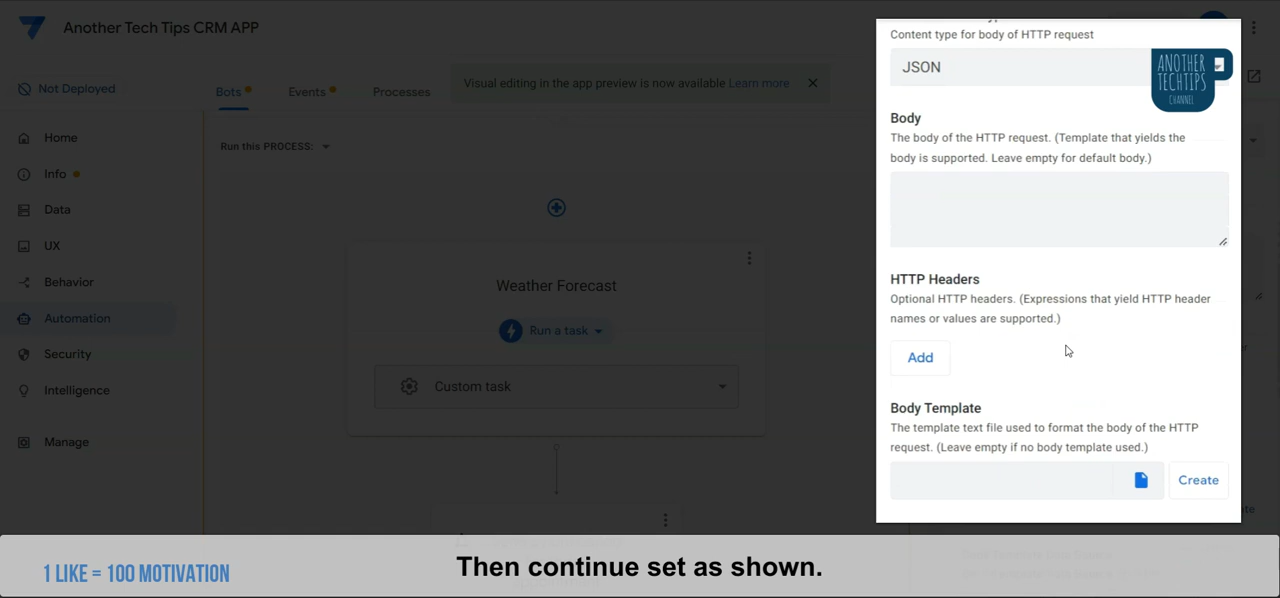 Another Tech Tips CRM APP
Content type for body of HTTP request
JSON
ANOTHER
TECHTIPS
CHANNEL
Not Deployed
Bots
Events
Processes
Visual editing in the app preview is now available Learn more
Body
The body of the HTTP request. (Template that yields the
body is supported. Leave empty for default body.)
Home
Run this PROCESS:
Info
Data
UX
Behavior
Automation
Security
Intelligence
Manage
Weather Forecast
Run a task
Custom task
HTTP Headers
Optional HTTP headers. (Expressions that yield HTTP header
names or values are supported.)
Add
Body Template
The template text file used to format the body of the HTTP
request. (Leave empty if no body template used.)
Create
1 LIKE = 100 MOTIVATION
Then continue set as shown.